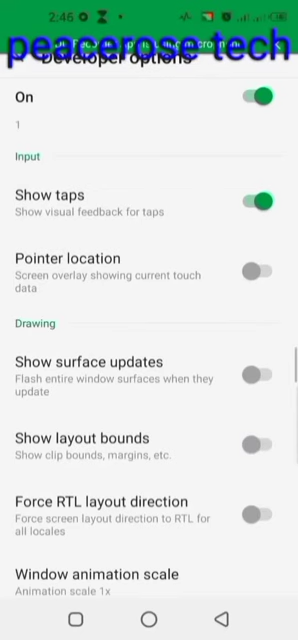 2:46
peacerose tech
Developer options
On
1
Input
Show taps
Show visual feedback for taps
Pointer location
Screen overlay showing current touch
data
Drawing
Show surface updates
Flash entire window surfaces when they
update
Show layout bounds
Show clip bounds, margins, etc.
Force RTL layout direction
Force screen layout direction to RTL for
all locales
Window animation scale
Animation scale 1x